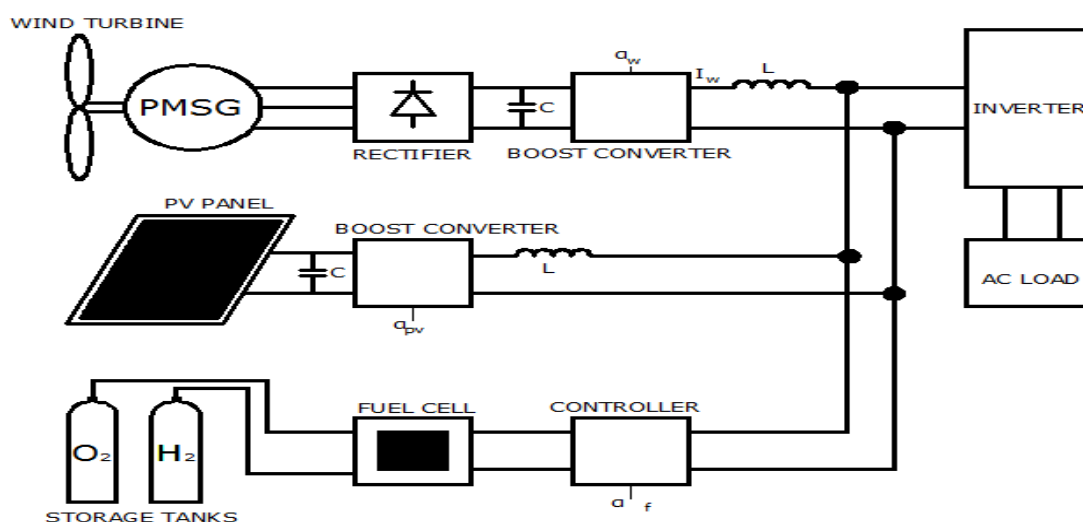 WIND TURBINE
PMSG
RECTIFIER
C
a_w
BOOST CONVERTER
I_w
L
INVERTER
PV PANEL
C
BOOST CONVERTER
a_pv
L
AC LOAD
O₂
H₂
STORAGE TANKS
FUEL CELL
CONTROLLER
a_f